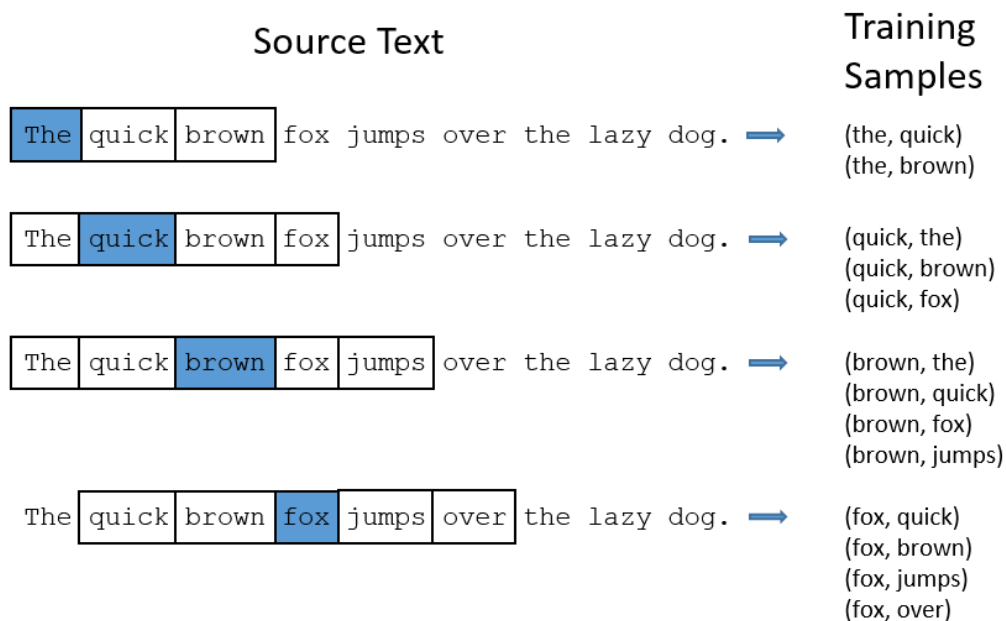 Source Text
Training
Samples
The quick brown fox jumps over the lazy dog.
(the, quick)
(the, brown)
The quick brown fox jumps over the lazy dog.
(quick, the)
(quick, brown)
(quick, fox)
The quick brown fox jumps over the lazy dog.
(brown, the)
(brown, quick)
(brown, fox)
(brown, jumps)
The quick brown fox jumps over the lazy dog.
(fox, quick)
(fox, brown)
(fox, jumps)
(fox, over)